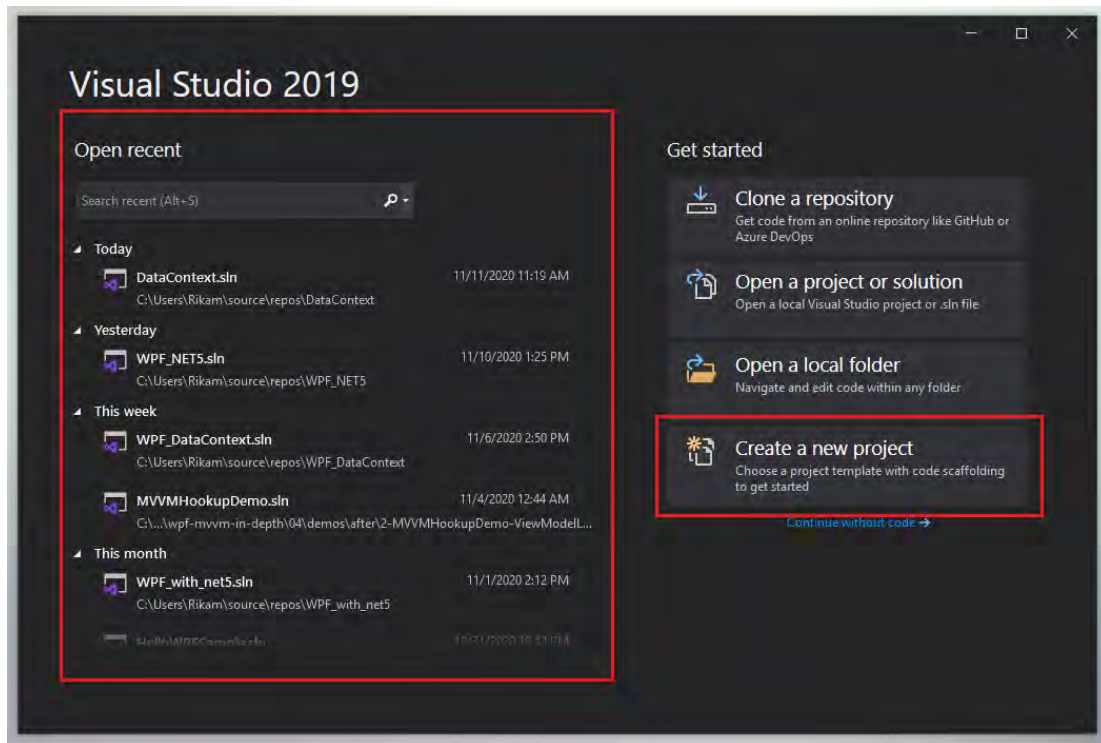 Visual Studio 2019
Open recent
Search recent (Alt+S)
Today
DataContext.sln 11/11/2020 11:19 AM
C:\Users\Rikam\source\repos\DataContext
Yesterday
WPF_NET5.sln 11/10/2020 1:25 PM
C:\Users\Rikam\source\repos\WPF_NET5
This week
WPF_DataContext.sln 11/6/2020 2:50 PM
C:\Users\Rikam\source\repos\WPF_DataContext
MVVMHookupDemo.sln 11/4/2020 12:44 AM
C:\...\wpf-mvvm-in-depth\04\demos\after\2-MVVMHookupDemo-ViewModelL...
This month
WPF_with_net5.sln 11/1/2020 2:12 PM
C:\Users\Rikam\source\repos\WPF_with_net5
Get started
Clone a repository
Get code from an online repository like GitHub or
Azure DevOps
Open a project or solution
Open a local Visual Studio project or .sln file
Open a local folder
Navigate and edit code within any folder
Create a new project
Choose a project template with code scaffolding
to get started
Continue without code →